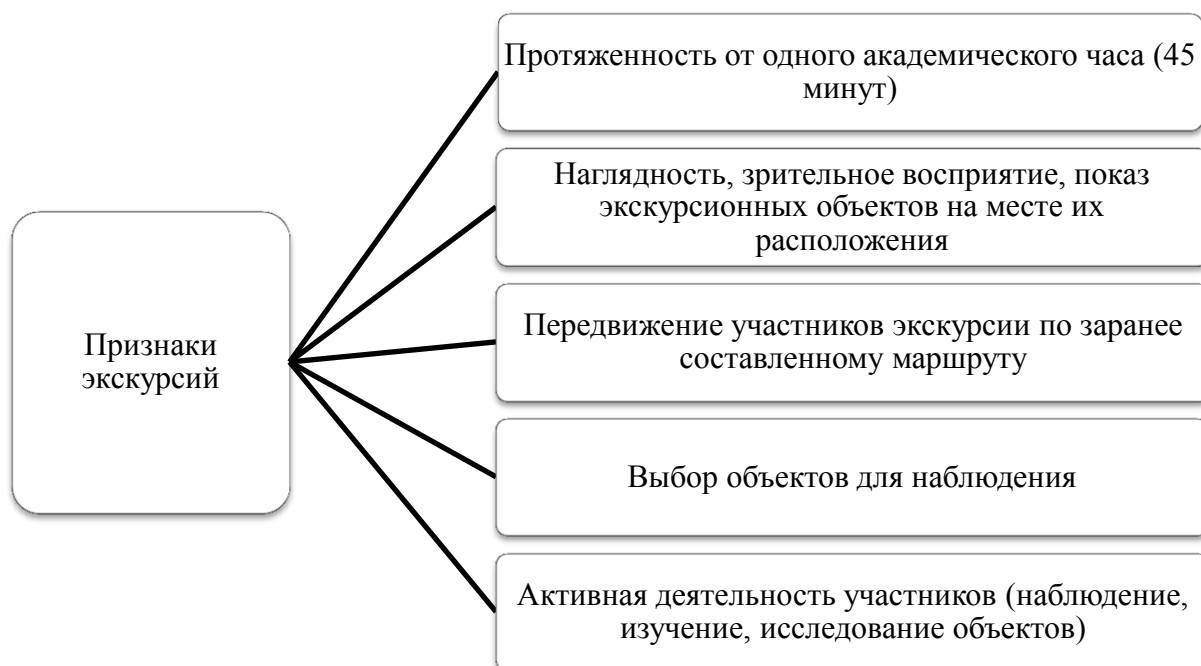 Признаки
экскурсий
Протяженность от одного академического часа (45
минут)
Наглядность, зрительное восприятие, показ
экскурсионных объектов на месте их
расположения
Передвижение участников экскурсии по заранее
составленному маршруту
Выбор объектов для наблюдения
Активная деятельность участников (наблюдение,
изучение, исследование объектов)